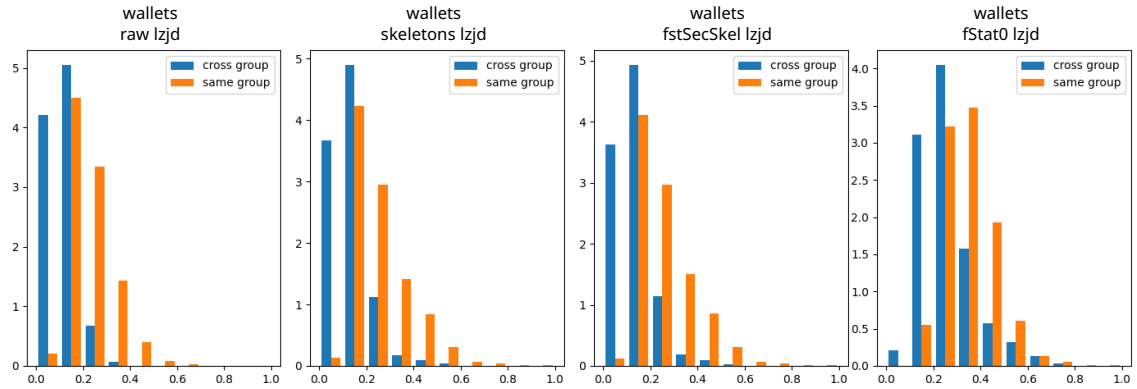 wallets
raw lzjd
cross group
same group
5
4
3
2
1
0
0.0 0.2 0.4 0.6 0.8 1.0
wallets
skeletons lzjd
cross group
same group
5
4
3
2
1
0
0.0 0.2 0.4 0.6 0.8 1.0
wallets
fstSecSkel lzjd
cross group
same group
5
4
3
2
1
0
0.0 0.2 0.4 0.6 0.8 1.0
wallets
fStat0 lzjd
cross group
same group
4.0
3.5
3.0
2.5
2.0
1.5
1.0
0.5
0.0
0.0 0.2 0.4 0.6 0.8 1.0